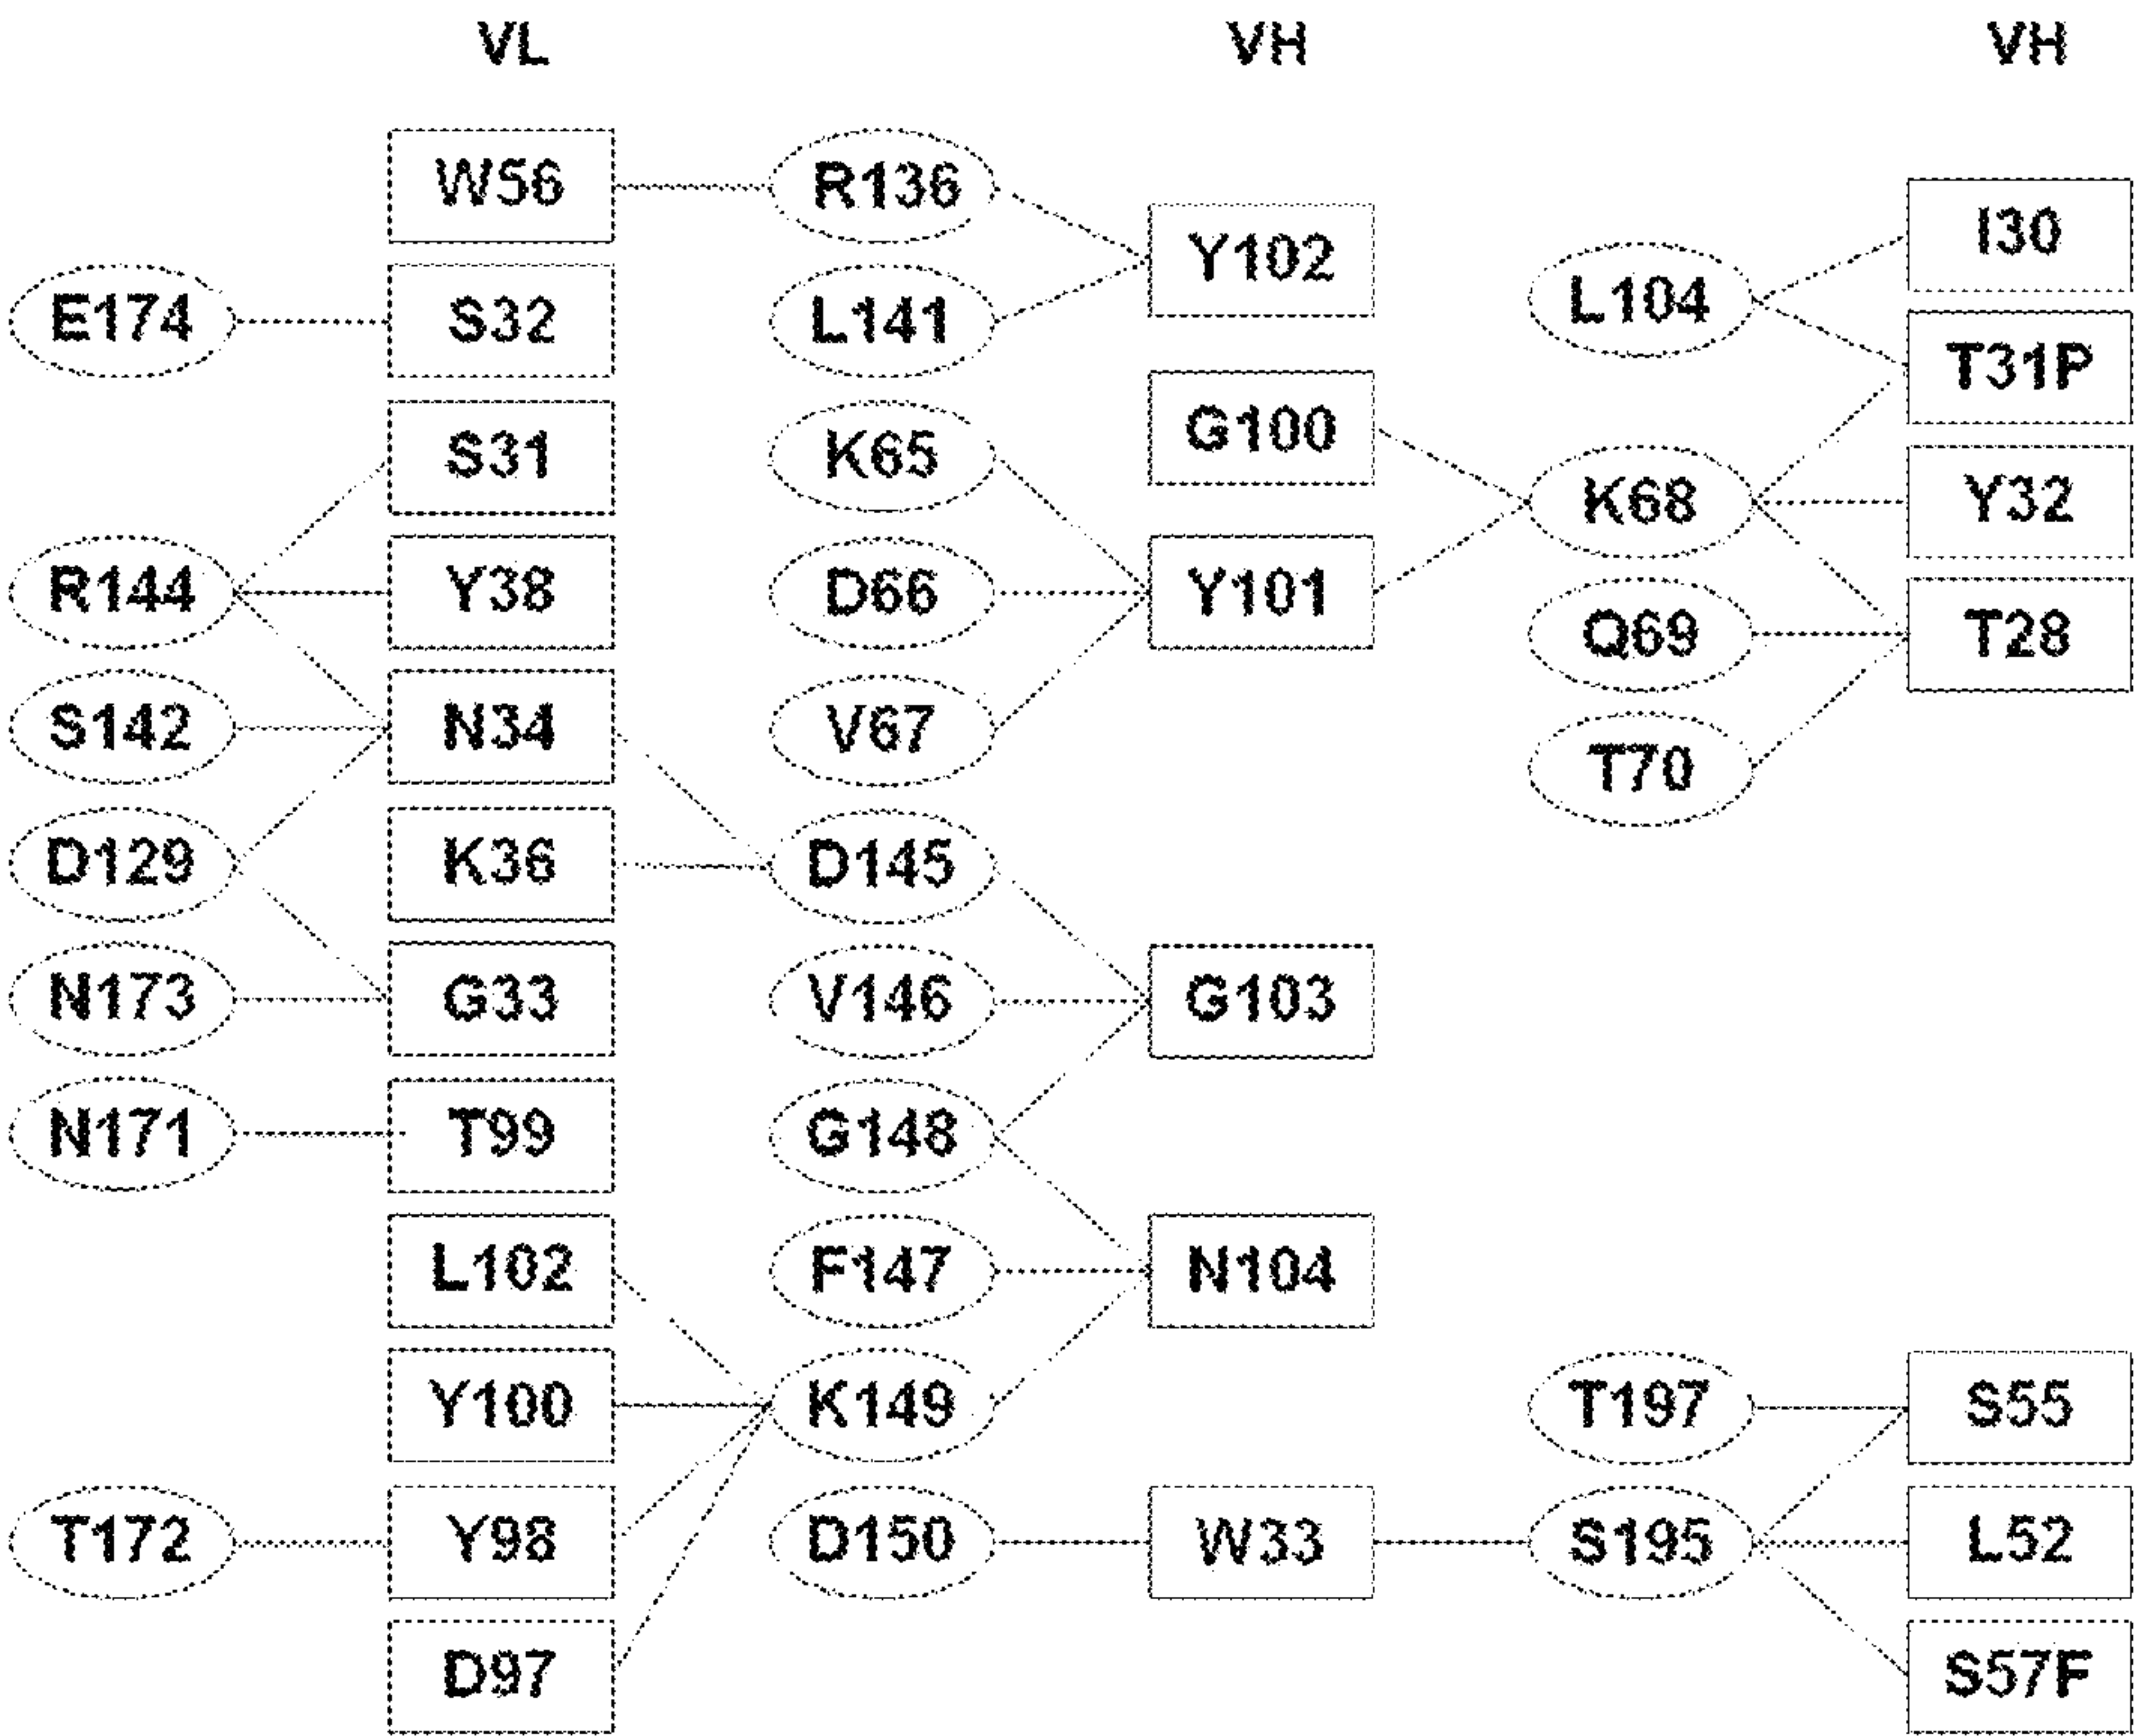 VL VH VH
W56 R136
I30
Y102
L104
E174 S32 L141
T31P
G100
S31 K65
K68 Y32
R144 Y38 D66 Y101
Q69 T28
S142 N34 V67
T70
D129 K36 D145
N173 G33 V146 G103
N171 T99 G148
L102 F147 N104
Y100 K149 T197 S55
T172 Y98 D150 W33 S195 L52
D97 S57F